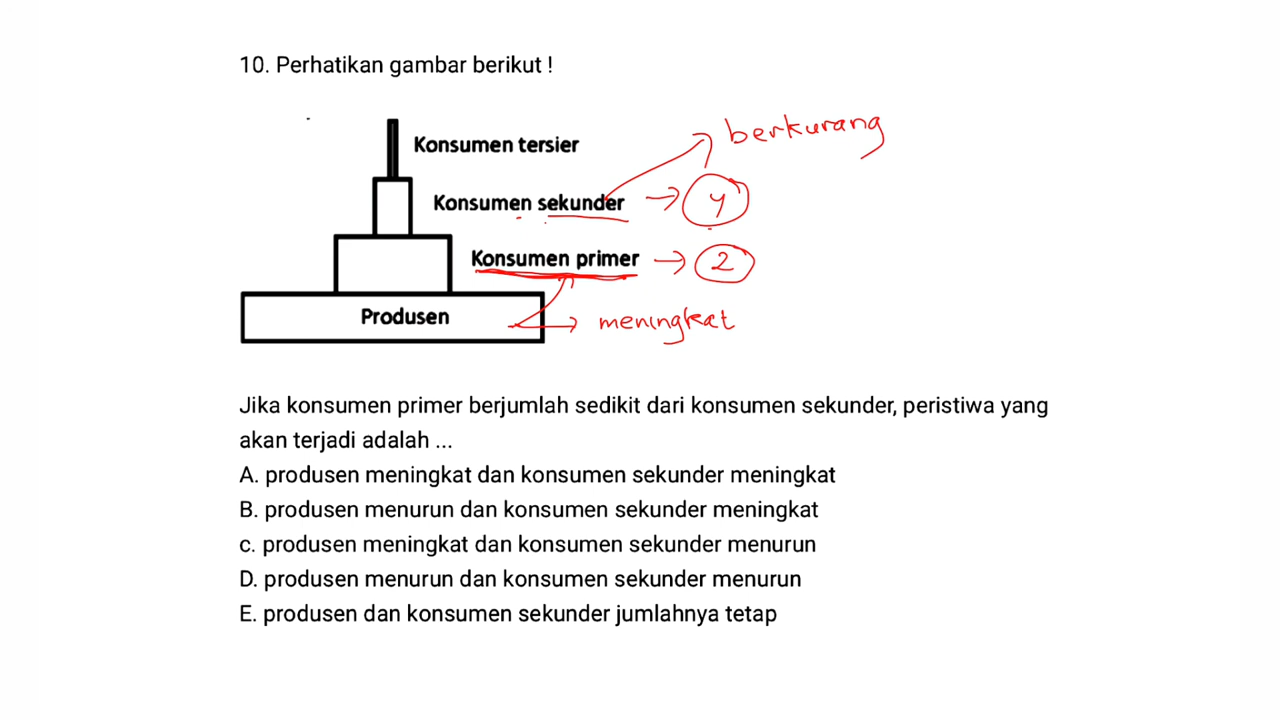 10. Perhatikan gambar berikut !
Konsumen tersier
berkurang
Konsumen sekunder
4
Konsumen primer
2
Produsen
meningkat
Jika konsumen primer berjumlah sedikit dari konsumen sekunder, peristiwa yang
akan terjadi adalah ...
A. produsen meningkat dan konsumen sekunder meningkat
B. produsen menurun dan konsumen sekunder meningkat
c. produsen meningkat dan konsumen sekunder menurun
D. produsen menurun dan konsumen sekunder menurun
E. produsen dan konsumen sekunder jumlahnya tetap